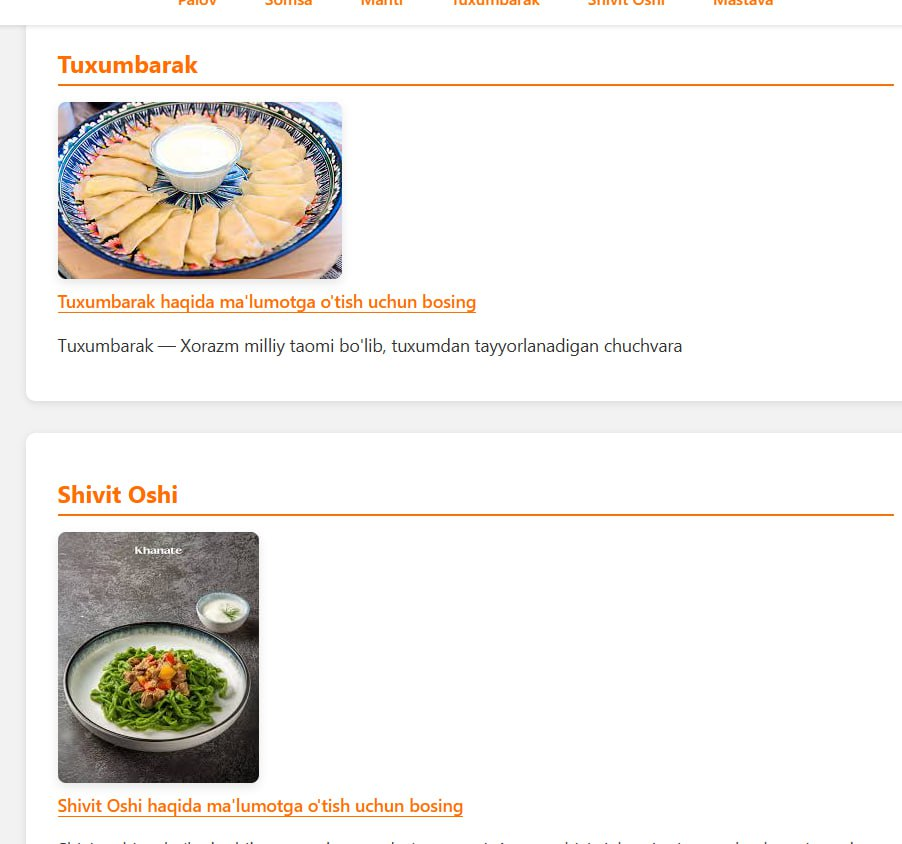 Palov Somsa Manti Tuxumbarak Shivit Oshi Mastava
Tuxumbarak
Tuxumbarak haqida ma'lumotga o'tish uchun bosing
Tuxumbarak — Xorazm milliy taomi bo'lib, tuxumdan tayyorlanadigan chuchvara
Shivit Oshi
Khanate
Shivit Oshi haqida ma'lumotga o'tish uchun bosing